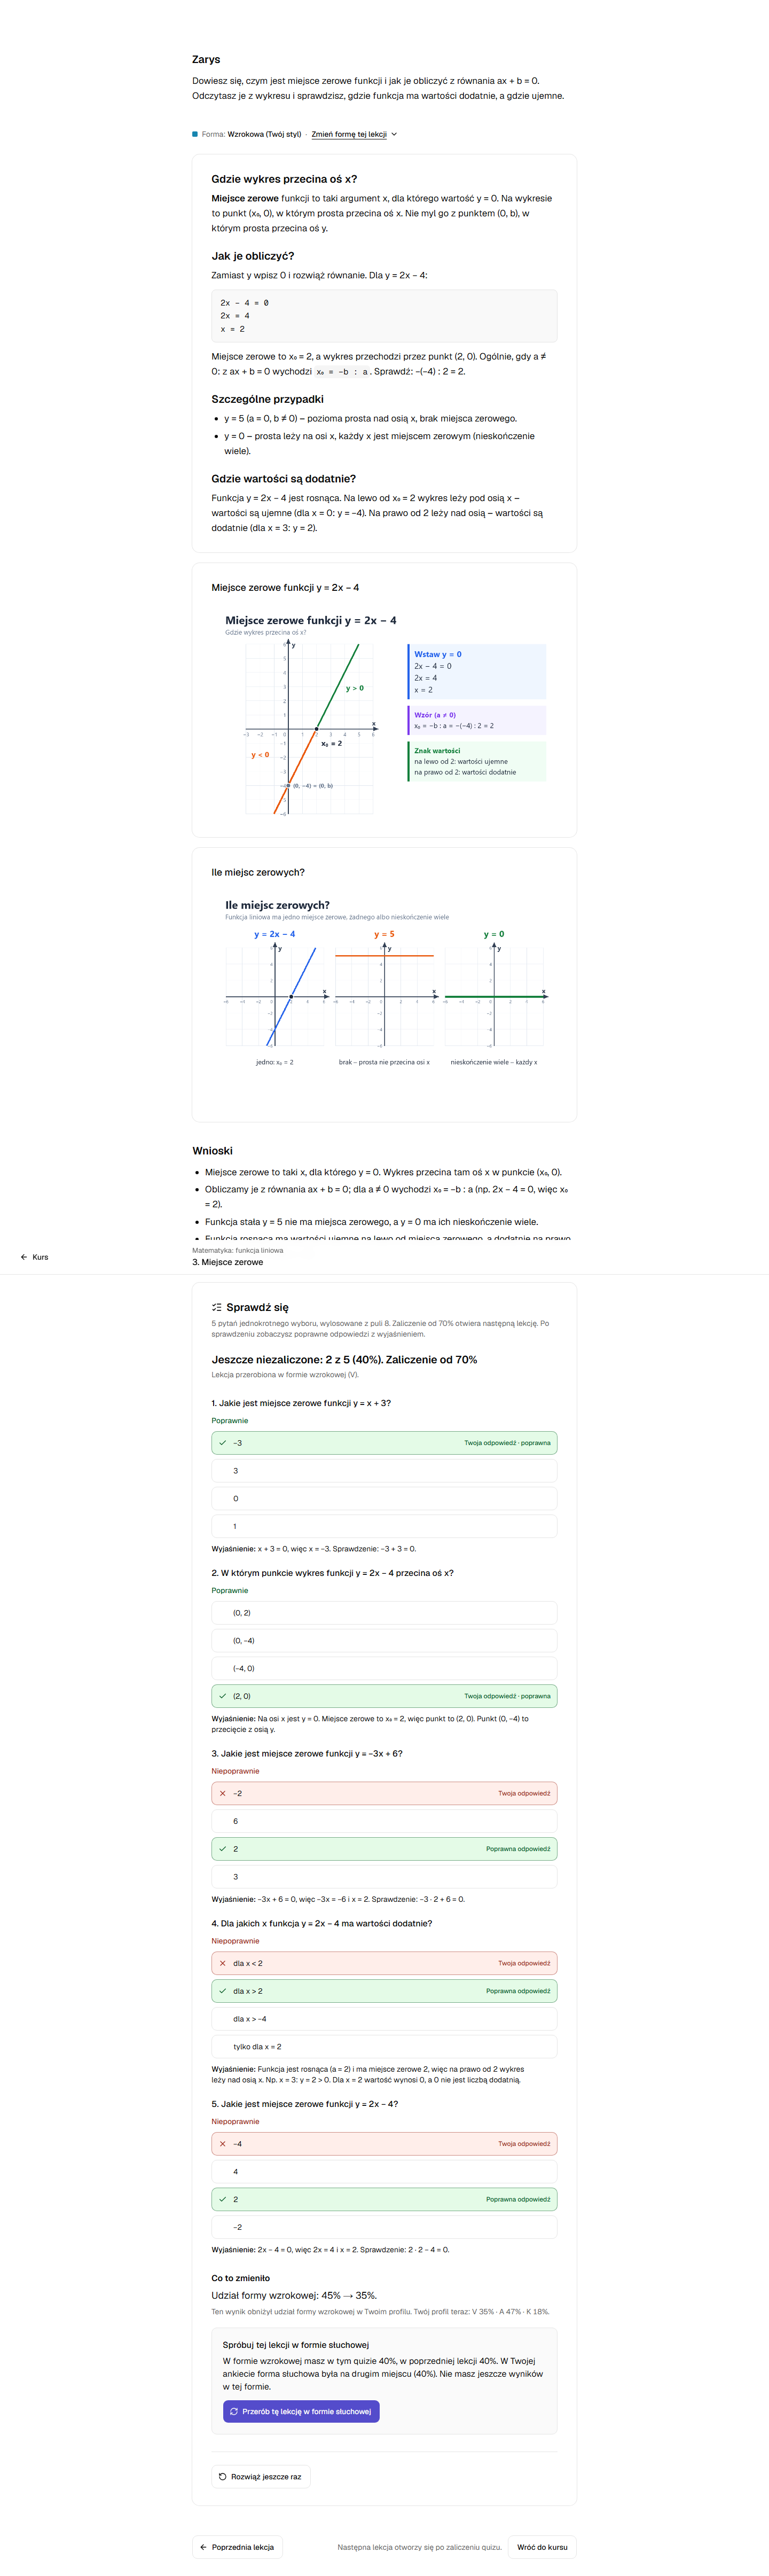 Zarys
Dowiesz się, czym jest miejsce zerowe funkcji i jak je obliczyć z równania ax + b = 0.
Odczytasz je z wykresu i sprawdzisz, gdzie funkcja ma wartości dodatnie, a gdzie ujemne.
Forma: Wzrokowa (Twój styl) · Zmień formę tej lekcji
Gdzie wykres przecina oś x?
Miejsce zerowe funkcji to taki argument x, dla którego wartość y = 0. Na wykresie
to punkt (x₀, 0), w którym prosta przecina oś x. Nie myl go z punktem (0, b), w
którym prosta przecina oś y.
Jak je obliczyć?
Zamiast y wpisz 0 i rozwiąż równanie. Dla y = 2x − 4:
2x − 4 = 0
2x = 4
x = 2
Miejsce zerowe to x₀ = 2, a wykres przechodzi przez punkt (2, 0). Ogólnie, gdy a ≠
0: z ax + b = 0 wychodzi x₀ = −b : a. Sprawdź: −(−4) : 2 = 2.
Szczególne przypadki
• y = 5 (a = 0, b ≠ 0) – pozioma prosta nad osią x, brak miejsca zerowego.
• y = 0 – prosta leży na osi x, każdy x jest miejscem zerowym (nieskończenie
wiele).
Gdzie wartości są dodatnie?
Funkcja y = 2x − 4 jest rosnąca. Na lewo od x₀ = 2 wykres leży pod osią x –
wartości są ujemne (dla x = 0: y = −4). Na prawo od 2 leży nad osią – wartości są
dodatnie (dla x = 3: y = 2).
Miejsce zerowe funkcji y = 2x − 4
Miejsce zerowe funkcji y = 2x − 4
Gdzie wykres przecina oś x?
y
y > 0
x
x₀ = 2
y < 0
(0, −4) = (0, b)
Wstaw y = 0
2x − 4 = 0
2x = 4
x = 2
Wzór (a ≠ 0)
x₀ = −b : a = −(−4) : 2 = 2
Znak wartości
na lewo od 2: wartości ujemne
na prawo od 2: wartości dodatnie
Ile miejsc zerowych?
Ile miejsc zerowych?
Funkcja liniowa ma jedno miejsce zerowe, żadnego albo nieskończenie wiele
y = 2x − 4
y = 5
y = 0
y
y
y
x
x
x
jedno: x₀ = 2
brak – prosta nie przecina osi x
nieskończenie wiele – każdy x
Wnioski
• Miejsce zerowe to taki x, dla którego y = 0. Wykres przecina tam oś x w punkcie (x₀, 0).
• Obliczamy je z równania ax + b = 0; dla a ≠ 0 wychodzi x₀ = −b : a (np. 2x − 4 = 0, więc x₀
= 2).
• Funkcja stała y = 5 nie ma miejsca zerowego, a y = 0 ma ich nieskończenie wiele.
• Funkcja rosnąca ma wartości ujemne na lewo od miejsca zerowego, a dodatnie na prawo
Kurs
Matematyka: funkcja liniowa
3. Miejsce zerowe
Sprawdź się
5 pytań jednokrotnego wyboru, wylosowane z puli 8. Zaliczenie od 70% otwiera następną lekcję. Po
sprawdzeniu zobaczysz poprawne odpowiedzi z wyjaśnieniem.
Jeszcze niezaliczone: 2 z 5 (40%). Zaliczenie od 70%
Lekcja przerobiona w formie wzrokowej (V).
1. Jakie jest miejsce zerowe funkcji y = x + 3?
Poprawnie
−3 Twoja odpowiedź · poprawna
3
0
1
Wyjaśnienie: x + 3 = 0, więc x = −3. Sprawdzenie: −3 + 3 = 0.
2. W którym punkcie wykres funkcji y = 2x − 4 przecina oś x?
Poprawnie
(0, 2)
(0, −4)
(−4, 0)
(2, 0) Twoja odpowiedź · poprawna
Wyjaśnienie: Na osi x jest y = 0. Miejsce zerowe to x₀ = 2, więc punkt to (2, 0). Punkt (0, −4) to
przecięcie z osią y.
3. Jakie jest miejsce zerowe funkcji y = −3x + 6?
Niepoprawnie
−2 Twoja odpowiedź
6
2 Poprawna odpowiedź
3
Wyjaśnienie: −3x + 6 = 0, więc −3x = −6 i x = 2. Sprawdzenie: −3 · 2 + 6 = 0.
4. Dla jakich x funkcja y = 2x − 4 ma wartości dodatnie?
Niepoprawnie
dla x < 2 Twoja odpowiedź
dla x > 2 Poprawna odpowiedź
dla x > −4
tylko dla x = 2
Wyjaśnienie: Funkcja jest rosnąca (a = 2) i ma miejsce zerowe 2, więc na prawo od 2 wykres
leży nad osią x. Np. x = 3: y = 2 > 0. Dla x = 2 wartość wynosi 0, a 0 nie jest liczbą dodatnią.
5. Jakie jest miejsce zerowe funkcji y = 2x − 4?
Niepoprawnie
−4 Twoja odpowiedź
4
2 Poprawna odpowiedź
−2
Wyjaśnienie: 2x − 4 = 0, więc 2x = 4 i x = 2. Sprawdzenie: 2 · 2 − 4 = 0.
Co to zmieniło
Udział formy wzrokowej: 45% → 35%.
Ten wynik obniżył udział formy wzrokowej w Twoim profilu. Twój profil teraz: V 35% · A 47% · K 18%.
Spróbuj tej lekcji w formie słuchowej
W formie wzrokowej masz w tym quizie 40%, w poprzedniej lekcji 40%. W Twojej
ankiecie forma słuchowa była na drugim miejscu (40%). Nie masz jeszcze wyników
w tej formie.
Przerób tę lekcję w formie słuchowej
Rozwiąż jeszcze raz
Poprzednia lekcja
Następna lekcja otworzy się po zaliczeniu quizu.
Wróć do kursu